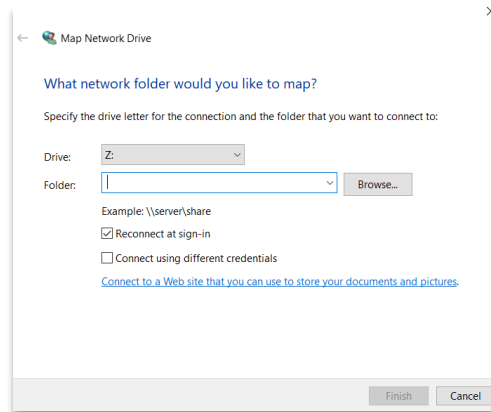 Map Network Drive
What network folder would you like to map?
Specify the drive letter for the connection and the folder that you want to connect to:
Drive: Z:
Folder: Browse...
Example: \\server\share
Reconnect at sign-in
Connect using different credentials
Connect to a Web site that you can use to store your documents and pictures.
Finish Cancel